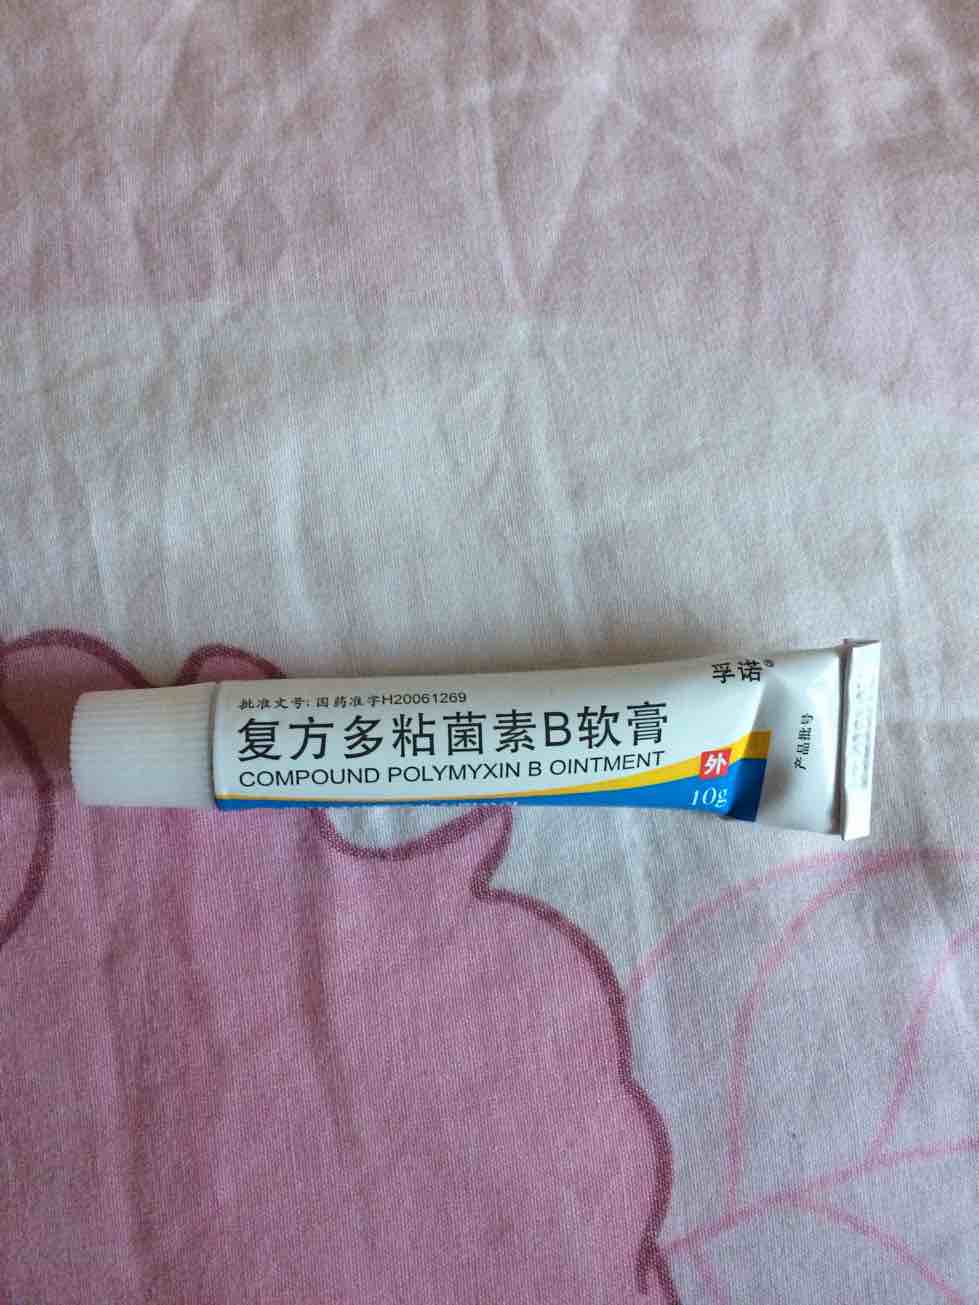 孚诺®
批准文号:国药准字H20061269
复方多粘菌素B软膏
COMPOUND POLYMYXIN B OINTMENT
外
10g
产品批号